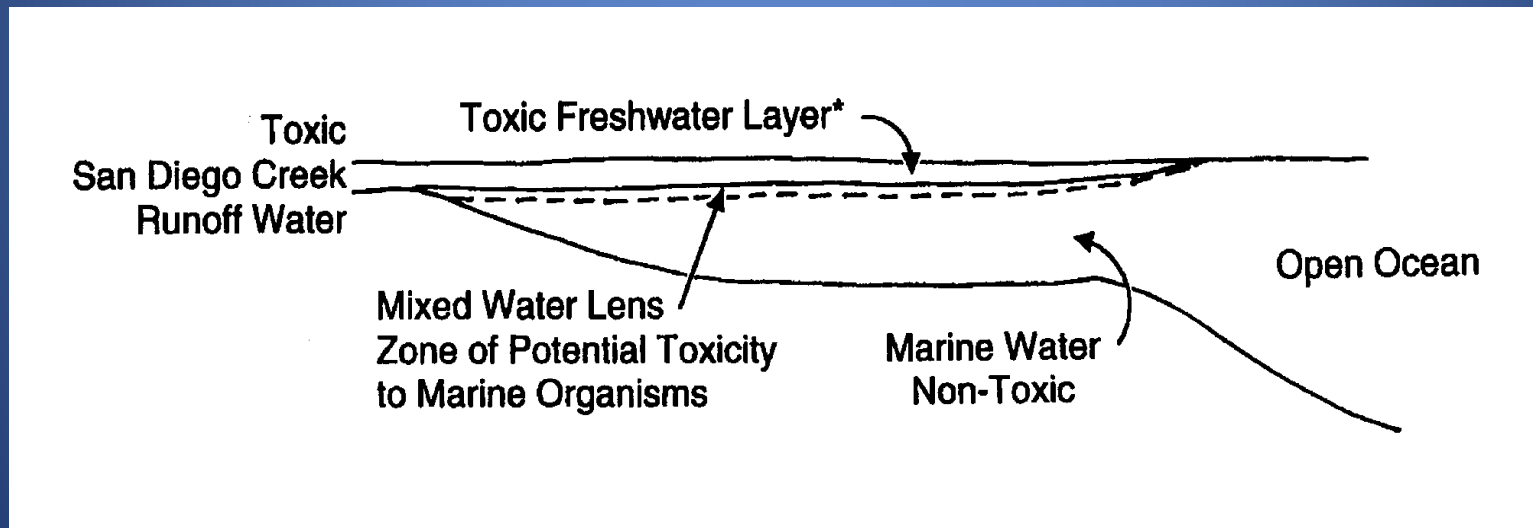 Toxic Freshwater Layer*
Toxic
San Diego Creek
Runoff Water
Open Ocean
Mixed Water Lens
Zone of Potential Toxicity
to Marine Organisms
Marine Water
Non-Toxic